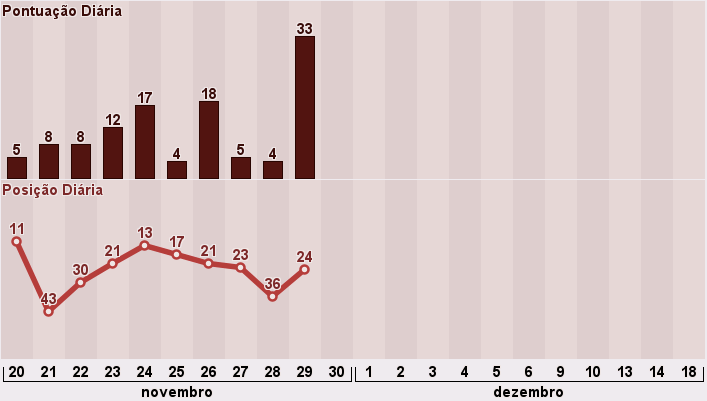 Pontuação Diária
5 8 8 12 17 4 18 5 4 33
Posição Diária
11 43 30 21 13 17 21 23 36 24
20 21 22 23 24 25 26 27 28 29 30 1 2 3 4 5 6 9 10 13 14 18
novembro dezembro